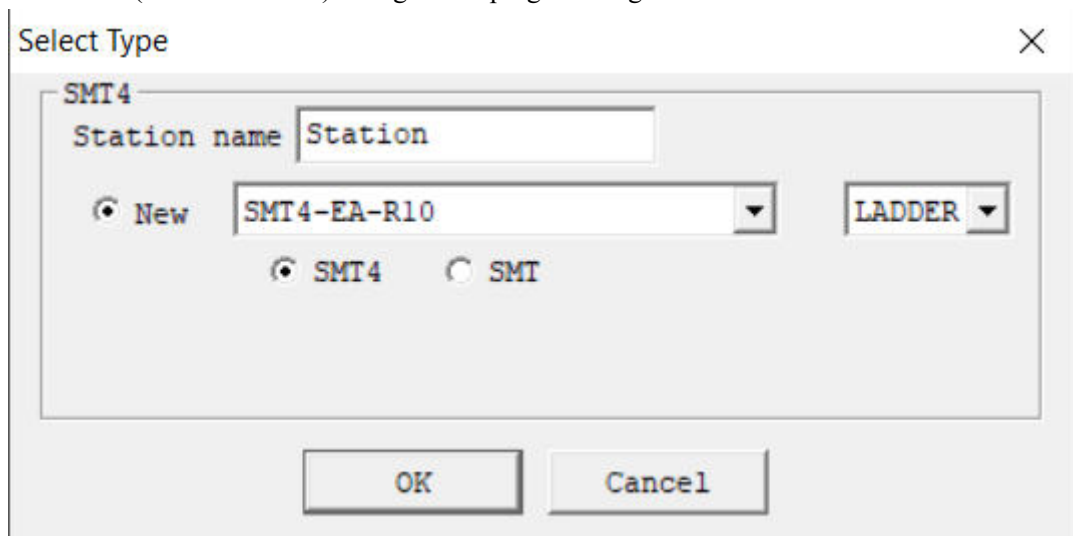 Select Type
SMT4
Station name Station
New SMT4-EA-R10 LADDER
SMT4 SMT
OK Cancel